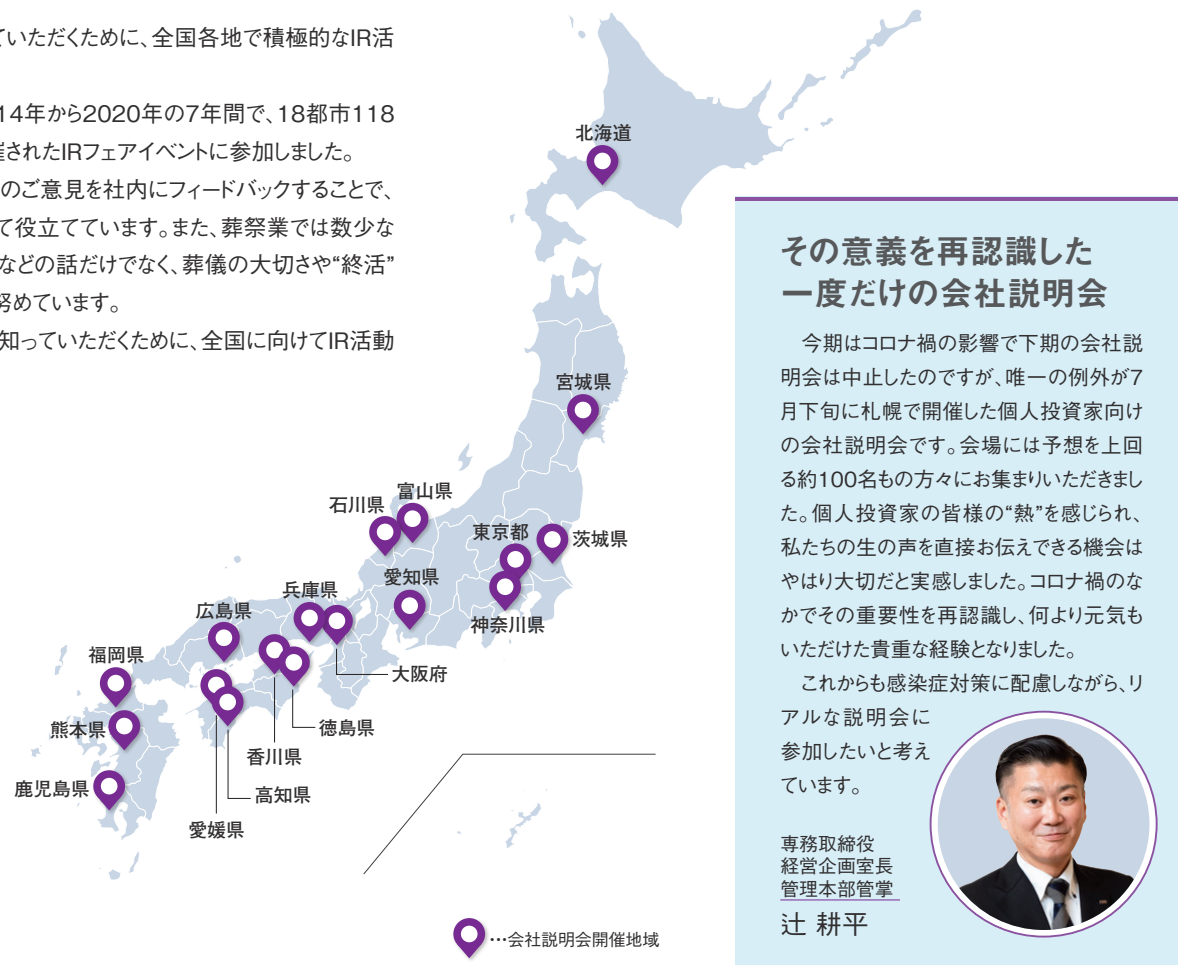 ていただくために、全国各地で積極的なIR活
14年から2020年の7年間で、18都市118
催されたIRフェアイベントに参加しました。
のご意見を社内にフィードバックすることで、
て役立てています。また、葬祭業では数少な
などの話だけでなく、葬儀の大切さや“終活”
努めています。
知っていただくために、全国に向けてIR活動
北海道
宮城県
富山県
石川県
東京都
茨城県
愛知県
兵庫県
広島県
神奈川県
福岡県
大阪府
熊本県
徳島県
香川県
鹿児島県
高知県
愛媛県
…会社説明会開催地域
その意義を再認識した
一度だけの会社説明会
今期はコロナ禍の影響で下期の会社説
明会は中止したのですが、唯一の例外が7
月下旬に札幌で開催した個人投資家向け
の会社説明会です。会場には予想を上回
る約100名もの方々にお集まりいただきまし
た。個人投資家の皆様の“熱”を感じられ、
私たちの生の声を直接お伝えできる機会は
やはり大切だと実感しました。コロナ禍のな
かでその重要性を再認識し、何より元気も
いただけた貴重な経験となりました。
これからも感染症対策に配慮しながら、リ
アルな説明会に
参加したいと考え
ています。
専務取締役
経営企画室長
管理本部管掌
辻 耕平